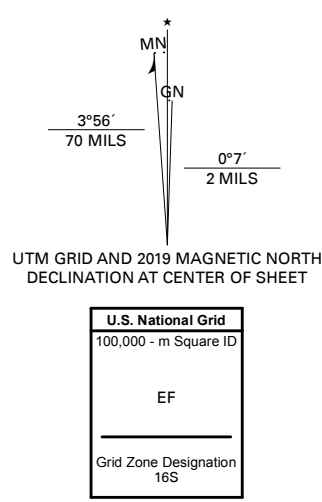 ★
MN
GN
3°56´
70 MILS
0°7´
2 MILS
UTM GRID AND 2019 MAGNETIC NORTH
DECLINATION AT CENTER OF SHEET
U.S. National Grid
100,000 - m Square ID
EF
Grid Zone Designation
16S